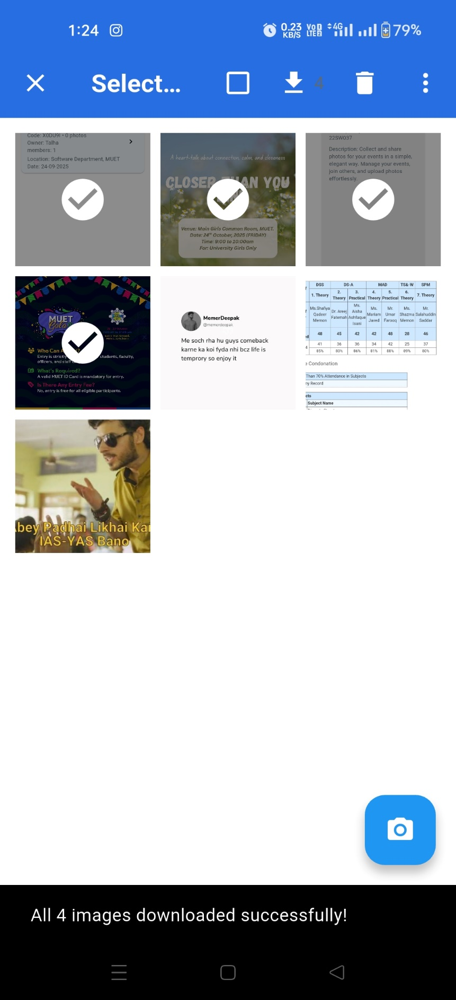 1:24
0.23
KB/S
VoD
LTE2
4G
79%
Select...
4
Code: X0DU9I • 0 photos
Owner: Talha
members: 1
Location: Software Department, MUET
Date: 24-09-2025
A heart-talk about connection, calm, and closeness
CLOSER THAN YOU
Venue: Main Girls Common Room, MUET.
Date: 24th October, 2025 (FRIDAY)
Time: 9:00 to 10:00am
For: University Girls Only
22SW037
Description: Collect and share
photos for your events in a simple,
elegant way. Manage your events,
join others, and upload photos
effortlessly.
MUET
Gala
Who Can
Entry is strictly students, faculty,
officers, and staff
What's Required?
A valid MUET ID Card is mandatory for entry.
Is There Any Entry Fee?
No, entry is free for all eligible participants.
MemerDeepak
@memerdeepak
Me soch rha hu guys comeback
karne ka koi fyda nhi bcz life is
temprory so enjoy it
DSS DS-A MAD TS&-W SPM
1. Theory 2. Theory 3. Practical 4. Theory 5. Practical 6. Theory 7. Theory
Ms.Shafiya Qadeer Memon Dr. Areej Fatemah Ms. Aisha Ashfaque Isani Ms. Mariam Javed Mr. Umar Farooq Ms. Shazma Memon Mr. Salahuddin Saddar
48 45 42 42 48 28 46
41 36 36 34 42 25 37
85% 80% 86% 81% 88% 89% 80%
e Condonation
Than 70% Attendance in Subjects
ny Record
cts
Subject Name
bey Padhai Likhai Kar
IAS-YAS Bano
All 4 images downloaded successfully!